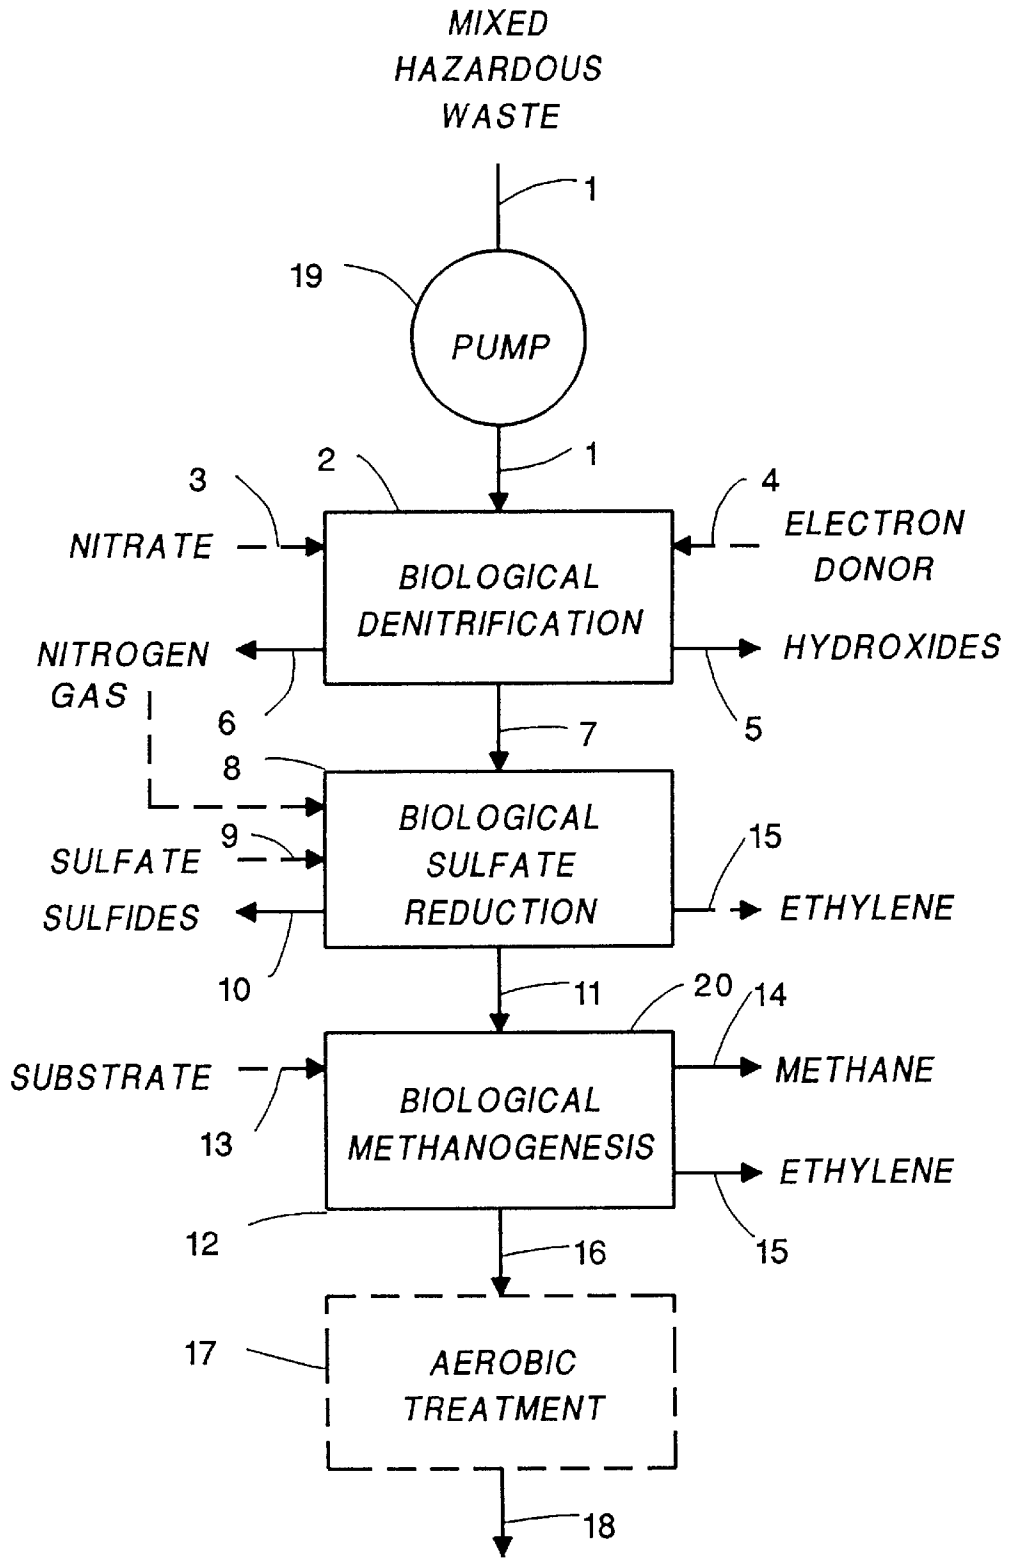 MIXED
HAZARDOUS
WASTE
1
19
PUMP
2
1
3
4
NITRATE
ELECTRON
DONOR
BIOLOGICAL
DENITRIFICATION
NITROGEN
GAS
HYDROXIDES
6
5
7
8
BIOLOGICAL
SULFATE
REDUCTION
9
15
SULFATE
SULFIDES
ETHYLENE
10
11
20
14
SUBSTRATE
METHANE
BIOLOGICAL
METHANOGENESIS
13
ETHYLENE
12
16
15
17
AEROBIC
TREATMENT
18